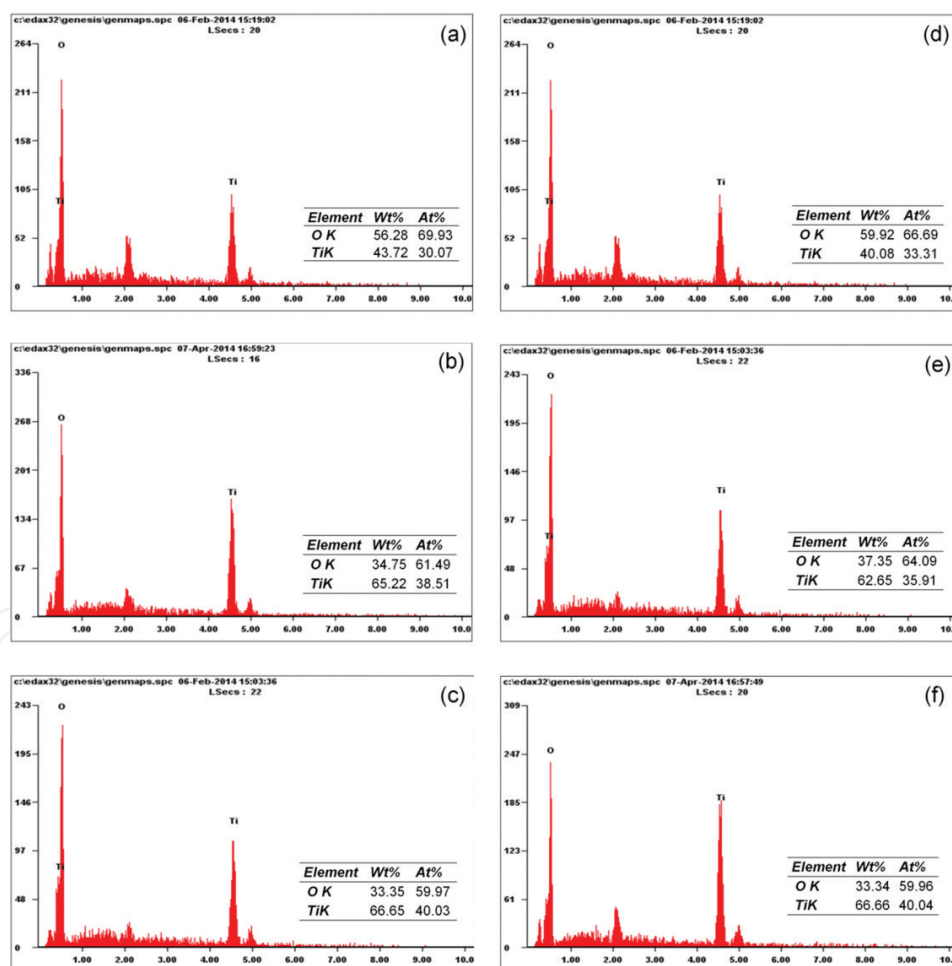 c:\edax32\genesis\genmaps.spc 06-Feb-2014 15:19:02
LSecs : 20
(a)
264
211
158
105
52
0
O
Ti
Ti
Element Wt% At%
O K 56.28 69.93
TiK 43.72 30.07
1.00 2.00 3.00 4.00 5.00 6.00 7.00 8.00 9.00 10.0
c:\edax32\genesis\genmaps.spc 06-Feb-2014 15:19:02
LSecs : 20
(d)
264
211
158
105
52
0
O
Ti
Ti
Element Wt% At%
O K 59.92 66.69
TiK 40.08 33.31
1.00 2.00 3.00 4.00 5.00 6.00 7.00 8.00 9.00 10.
c:\edax32\genesis\genmaps.spc 07-Apr-2014 16:59:23
LSecs : 16
(b)
336
268
201
134
67
0
O
Ti
Element Wt% At%
O K 34.75 61.49
TiK 65.22 38.51
1.00 2.00 3.00 4.00 5.00 6.00 7.00 8.00 9.00 10.0
c:\edax32\genesis\genmaps.spc 06-Feb-2014 15:03:36
LSecs : 22
(e)
243
195
146
97
48
0
O
Ti
Ti
Element Wt% At%
O K 37.35 64.09
TiK 62.65 35.91
1.00 2.00 3.00 4.00 5.00 6.00 7.00 8.00 9.00 10.
c:\edax32\genesis\genmaps.spc 06-Feb-2014 15:03:36
LSecs : 22
(c)
243
195
146
97
48
0
O
Ti
Ti
Element Wt% At%
O K 33.35 59.97
TiK 66.65 40.03
1.00 2.00 3.00 4.00 5.00 6.00 7.00 8.00 9.00 10.0
c:\edax32\genesis\genmaps.spc 07-Apr-2014 16:57:49
LSecs : 20
(f)
309
247
185
123
61
0
O
Ti
Element Wt% At%
O K 33.34 59.96
TiK 66.66 40.04
1.00 2.00 3.00 4.00 5.00 6.00 7.00 8.00 9.00 10.